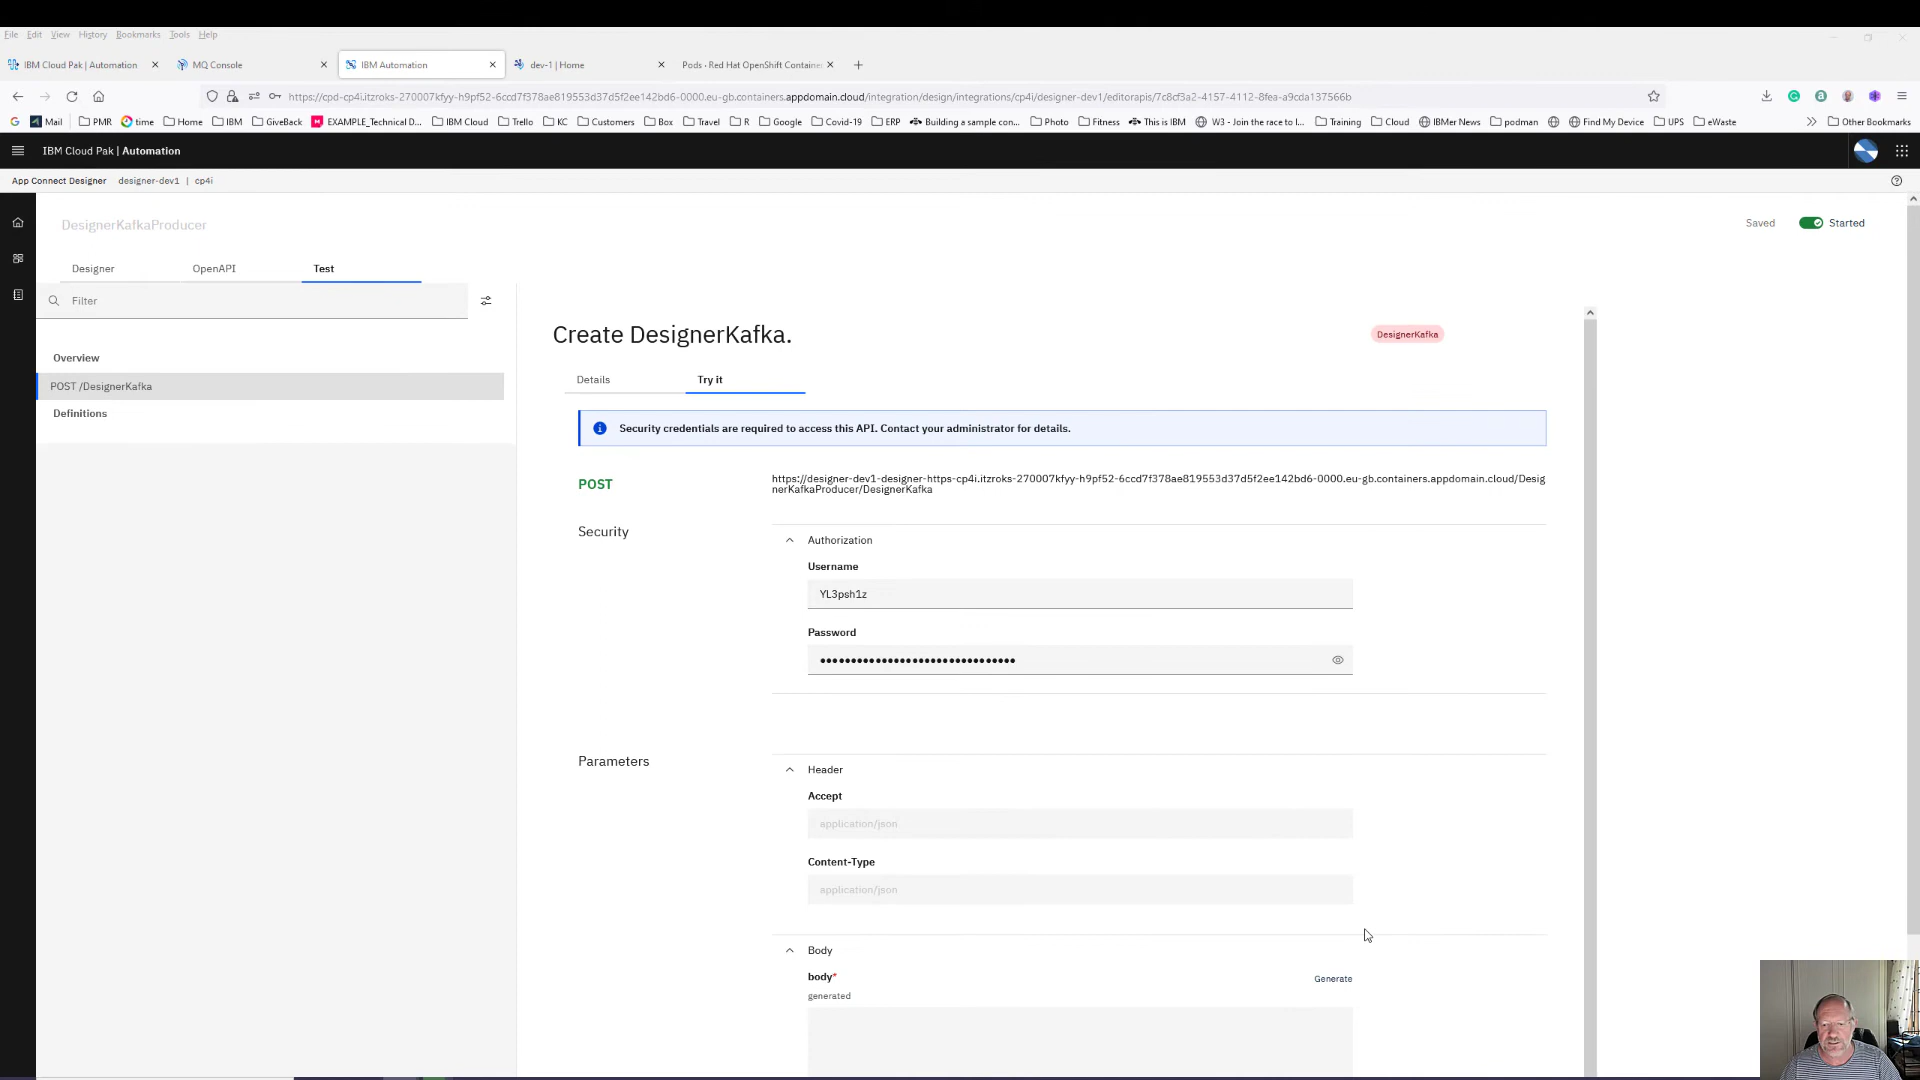 File Edit View History Bookmarks Tools Help
IBM Cloud Pak | Automation
MQ Console
IBM Automation
dev-1 | Home
Pods · Red Hat OpenShift Contain
https://cpd-cp4i.itzroks-270007kfyy-h9pf52-6ccd7f378ae819553d37d5f2ee142bd6-0000.eu-gb.containers.appdomain.cloud/integration/design/integrations/cp4i/designer-dev1/editorapis/7c8cf3a2-4157-4112-8fea-a9cda137566b
Mail PMR time Home IBM GiveBack EXAMPLE_Technical D... IBM Cloud Trello KC Customers Box Travel R Google Covid-19 ERP Building a sample con... Photo Fitness This is IBM W3 - Join the race to I... Training Cloud IBMer News podman Find My Device UPS eWaste Other Bookmarks
IBM Cloud Pak | Automation
App Connect Designer designer-dev1 | cp4i
DesignerKafkaProducer
Saved Started
Designer OpenAPI Test
Filter
Overview
POST /DesignerKafka
Definitions
Create DesignerKafka.
DesignerKafka
Details Try it
Security credentials are required to access this API. Contact your administrator for details.
POST
https://designer-dev1-designer-https-cp4i.itzroks-270007kfyy-h9pf52-6ccd7f378ae819553d37d5f2ee142bd6-0000.eu-gb.containers.appdomain.cloud/Desig
nerKafkaProducer/DesignerKafka
Security
Authorization
Username
YL3psh1z
Password
Parameters
Header
Accept
application/json
Content-Type
application/json
Body
body*
Generate
generated